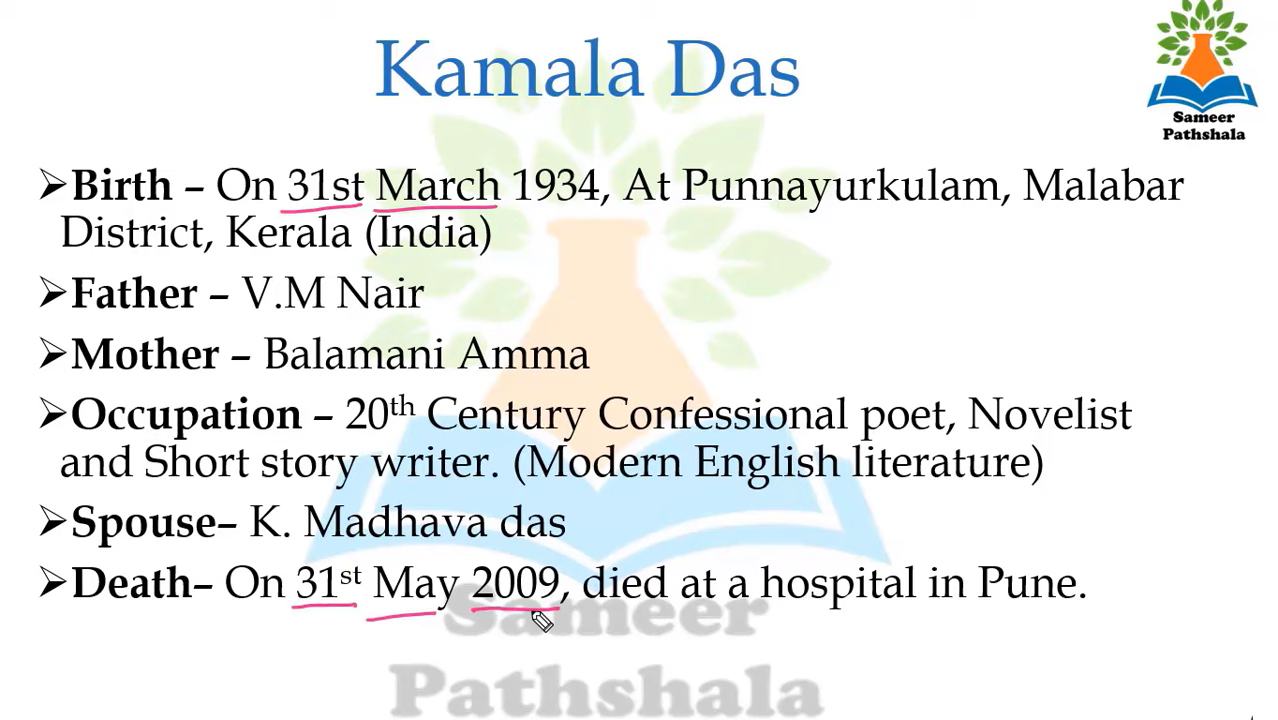 Kamala Das
Sameer
Pathshala
➢Birth – On 31st March 1934, At Punnayurkulam, Malabar
District, Kerala (India)
➢Father – V.M Nair
➢Mother – Balamani Amma
➢Occupation – 20th Century Confessional poet, Novelist
and Short story writer. (Modern English literature)
➢Spouse– K. Madhava das
➢Death– On 31st May 2009, died at a hospital in Pune.
Sameer
Pathshala